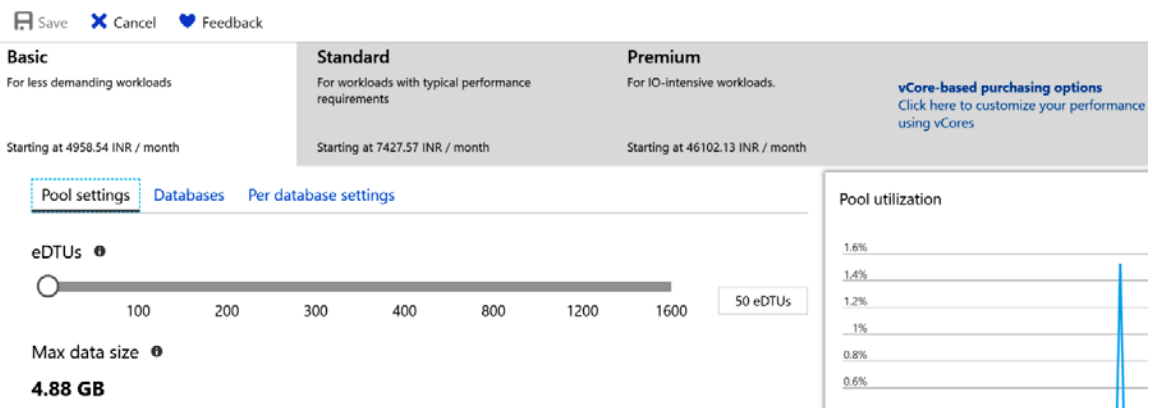 Save Cancel Feedback
Basic
For less demanding workloads
Starting at 4958.54 INR / month
Standard
For workloads with typical performance
requirements
Starting at 7427.57 INR / month
Premium
For IO-intensive workloads.
Starting at 46102.13 INR / month
vCore-based purchasing options
Click here to customize your performance
using vCores
Pool settings Databases Per database settings
eDTUs
100 200 300 400 800 1200 1600
50 eDTUs
Max data size
4.88 GB
Pool utilization
1.6%
1.4%
1.2%
1%
0.8%
0.6%